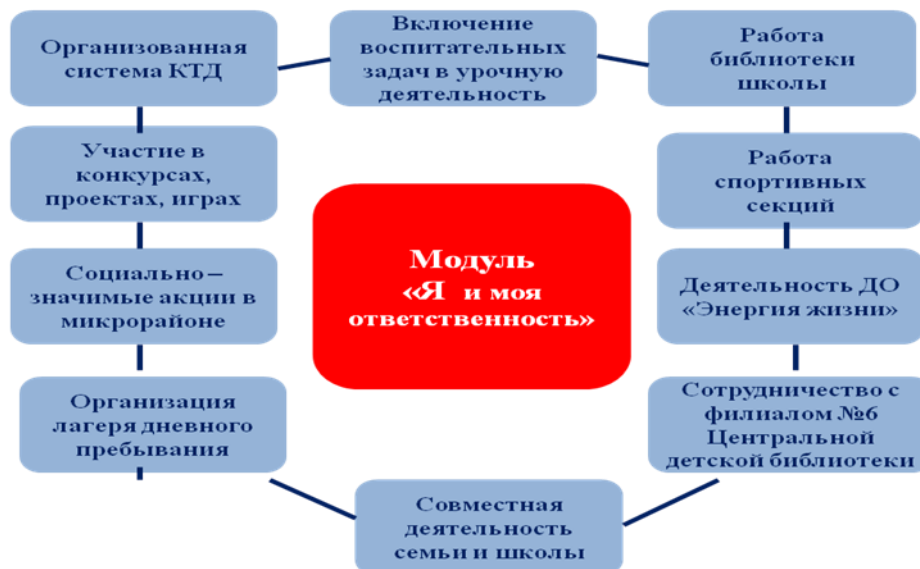 Организованная
система КТД
Включение
воспитательных
задач в урочную
деятельность
Работа
библиотеки
школы
Участие в
конкурсах,
проектах, играх
Работа
спортивных
секций
Модуль
«Я и моя
ответственность»
Социально –
значимые акции в
микрорайоне
Деятельность ДО
«Энергия жизни»
Организация
лагеря дневного
пребывания
Сотрудничество с
филиалом №6
Центральной
детской библиотеки
Совместная
деятельность
семьи и школы